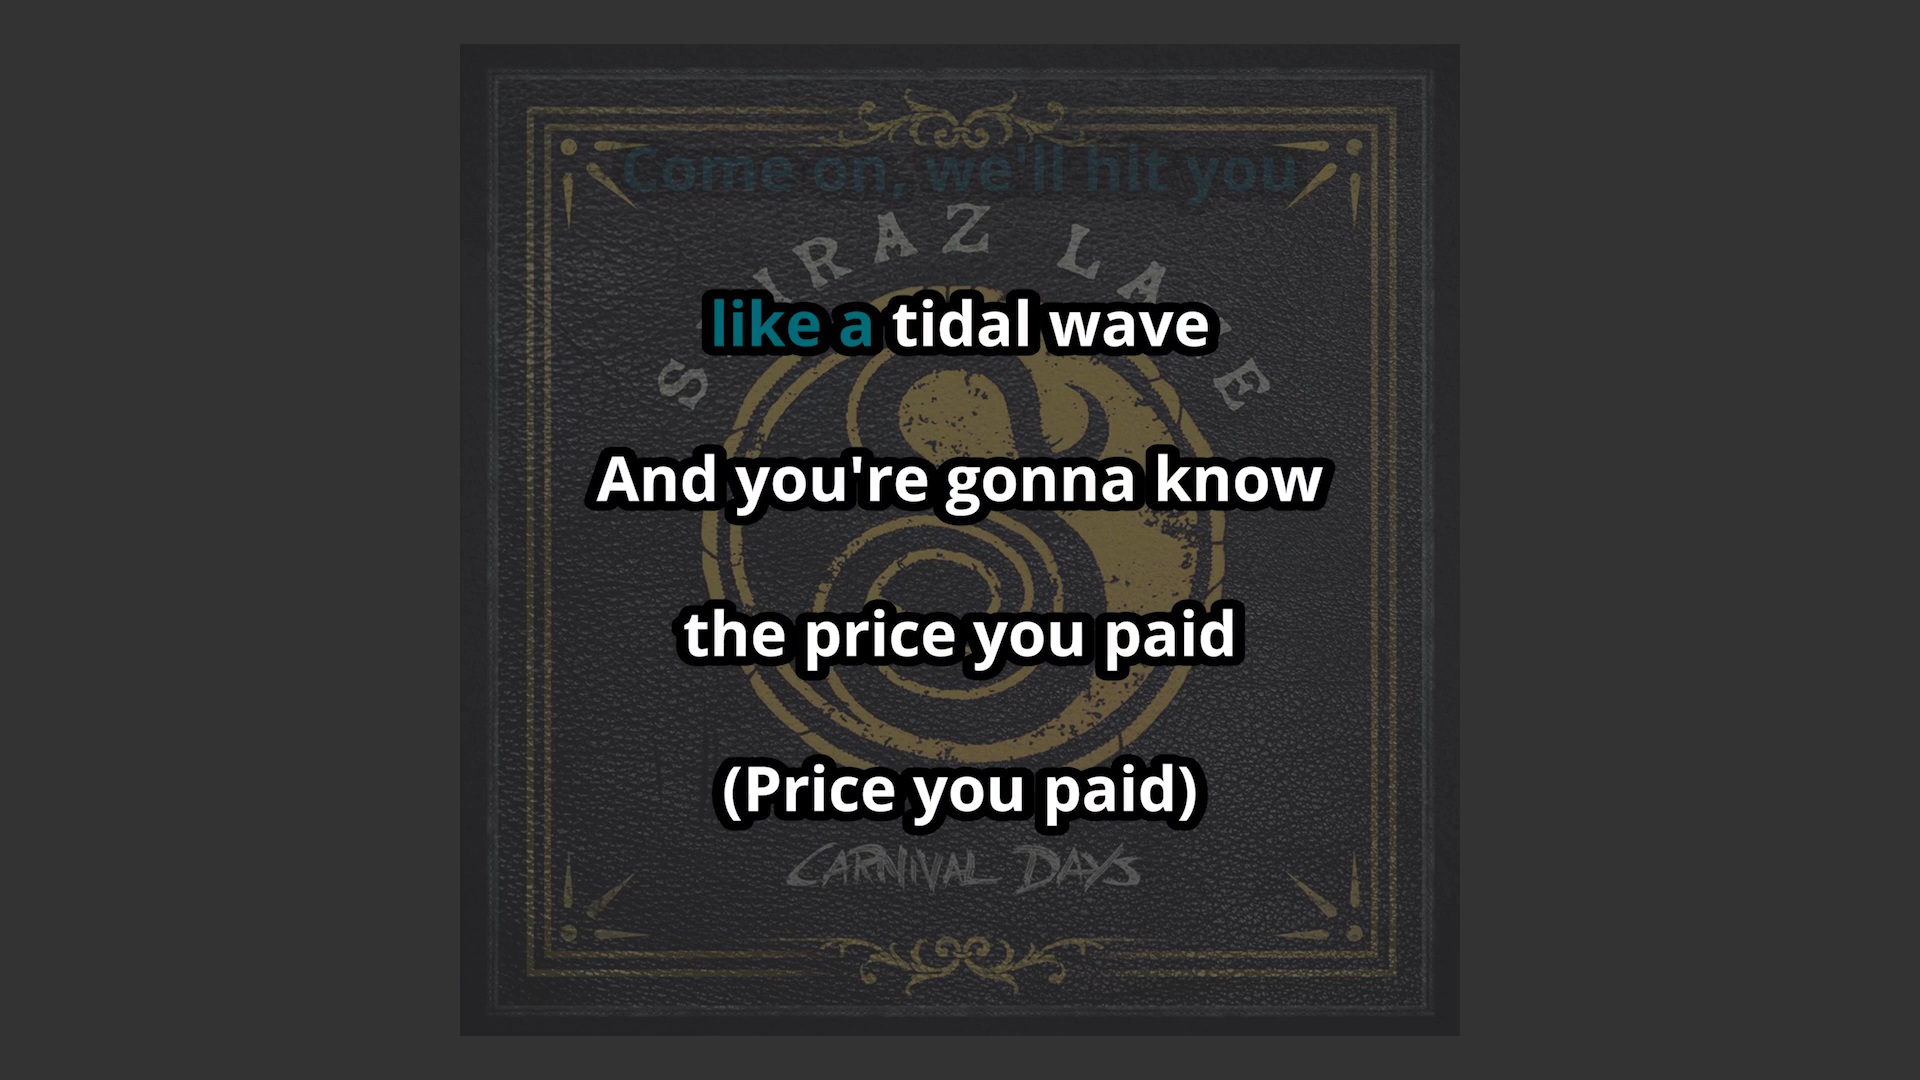 Come on, we'll hit you
SHIRAZ LANE
like a tidal wave
And you're gonna know
the price you paid
(Price you paid)
CARNIVAL DAYS